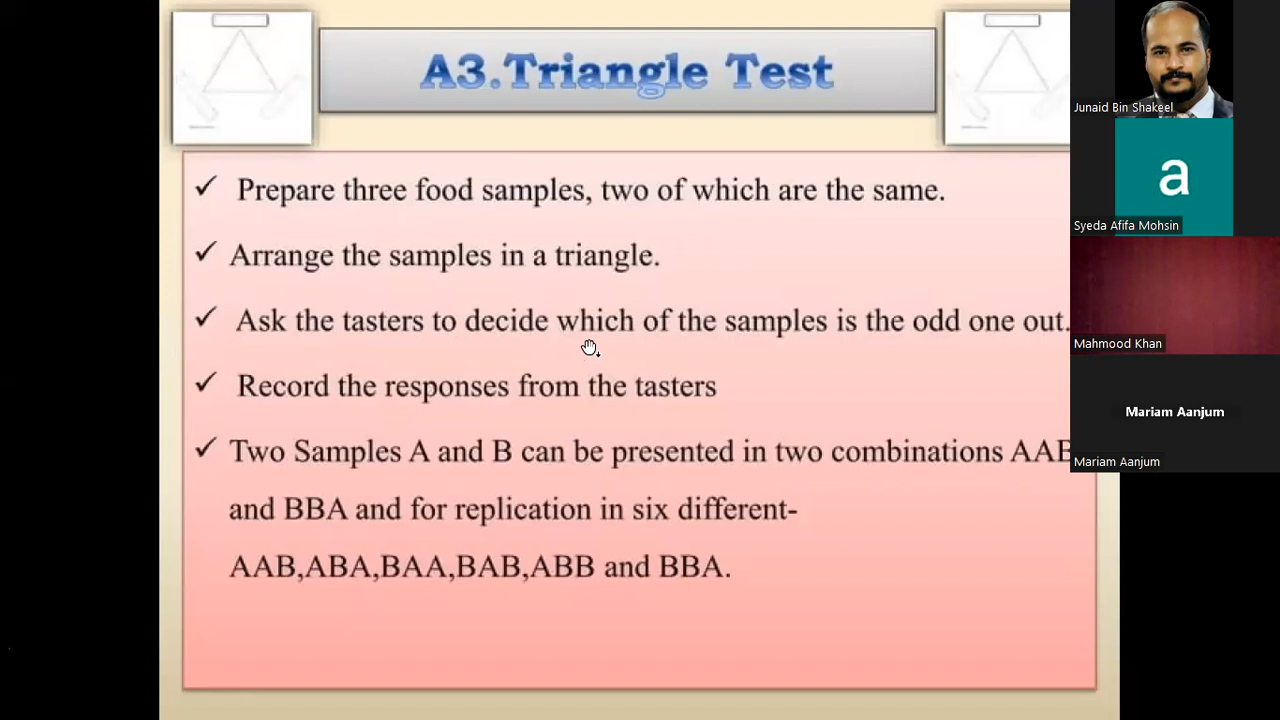 A3.Triangle Test
✓ Prepare three food samples, two of which are the same.
✓ Arrange the samples in a triangle.
✓ Ask the tasters to decide which of the samples is the odd one out.
✓ Record the responses from the tasters
✓ Two Samples A and B can be presented in two combinations AAB
and BBA and for replication in six different-
AAB,ABA,BAA,BAB,ABB and BBA.
Junaid Bin Shakeel
a
Syeda Afifa Mohsin
Mahmood Khan
Mariam Aanjum
Mariam Aanjum